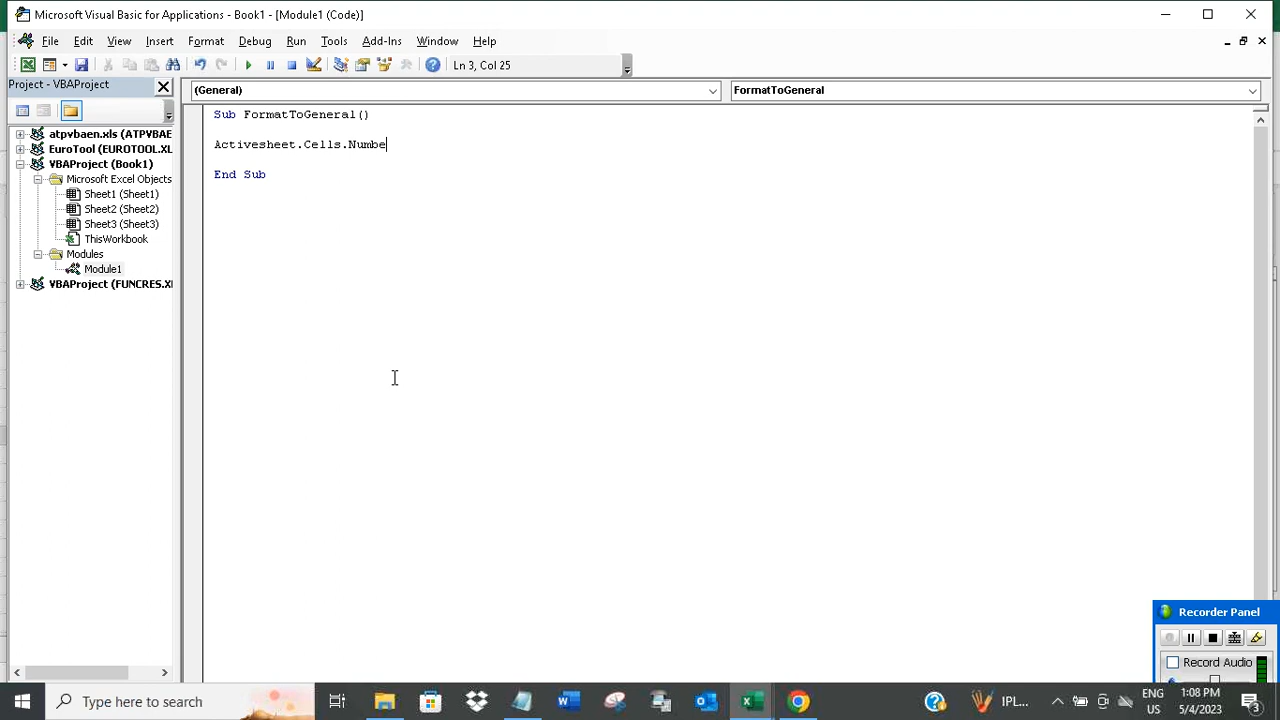 Microsoft Visual Basic for Applications - Book1 - [Module1 (Code)]
File Edit View Insert Format Debug Run Tools Add-Ins Window Help
Ln 3, Col 25
Project - VBAProject
(General) FormatToGeneral
Sub FormatToGeneral()
atpvbaen.xls (ATPVBAE
Activesheet.Cells.Numbe
EuroTool (EUROTOOL.XL
VBAProject (Book1)
Microsoft Excel Objects
End Sub
Sheet1 (Sheet1)
Sheet2 (Sheet2)
Sheet3 (Sheet3)
ThisWorkbook
Modules
Module1
VBAProject (FUNCRES.X
Recorder Panel
Record Audio
Type here to search
IPL...
ENG
US
1:08 PM
5/4/2023
3